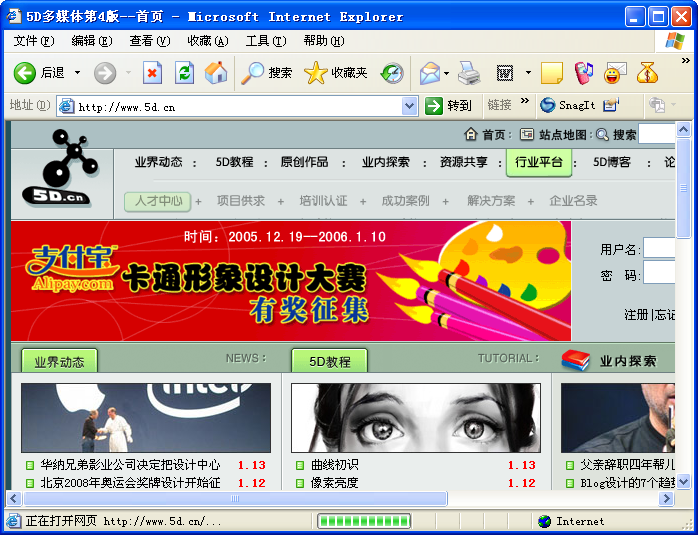 5D多媒体第4版--首页 - Microsoft Internet Explorer
文件(F) 编辑(E) 查看(V) 收藏(A) 工具(T) 帮助(H)
后退 搜索 收藏夹
地址(D) http://www.5d.cn 转到 链接 SnagIt
首页: 站点地图: 搜索
5D.cn
业界动态 : 5D教程 : 原创作品 : 业内探索 : 资源共享 : 行业平台 : 5D博客 : 论
人才中心 + 项目供求 + 培训认证 + 成功案例 + 解决方案 + 企业名录
时间：2005.12.19--2006.1.10
支付宝
Alipay.com
卡通形象设计大赛
有奖征集
用户名:
密 码:
注册|忘记
业界动态 NEWS: 5D教程 TUTORIAL: 业内探索
intel
华纳兄弟影业公司决定把设计中心 1.13
曲线初识 1.13
父亲辞职四年帮儿
北京2008年奥运会奖牌设计开始征 1.12
像素亮度 1.12
Blog设计的7个趋
正在打开网页 http://www.5d.cn/... Internet